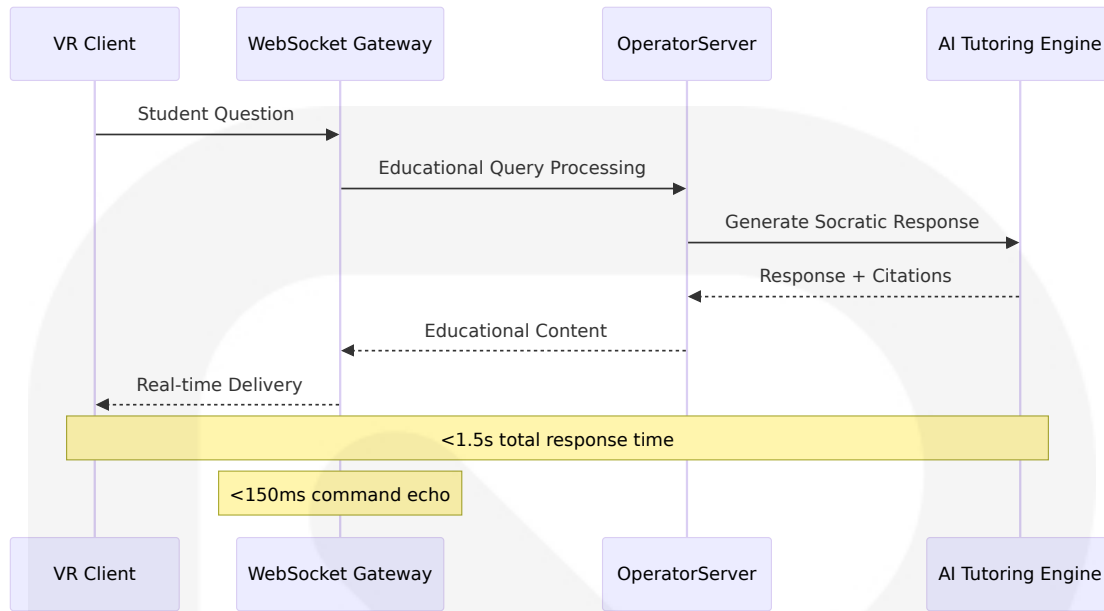 VR Client
WebSocket Gateway
OperatorServer
AI Tutoring Engine
Student Question
Educational Query Processing
Generate Socratic Response
Response + Citations
Educational Content
Real-time Delivery
<1.5s total response time
<150ms command echo
VR Client
WebSocket Gateway
OperatorServer
AI Tutoring Engine